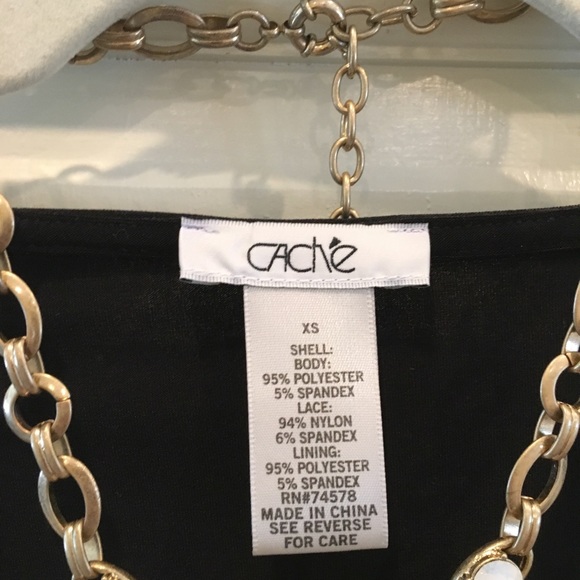 CACHÉ
XS
SHELL:
BODY:
95% POLYESTER
5% SPANDEX
LACE:
94% NYLON
6% SPANDEX
LINING:
95% POLYESTER
5% SPANDEX
RN#74578
MADE IN CHINA
SEE REVERSE
FOR CARE